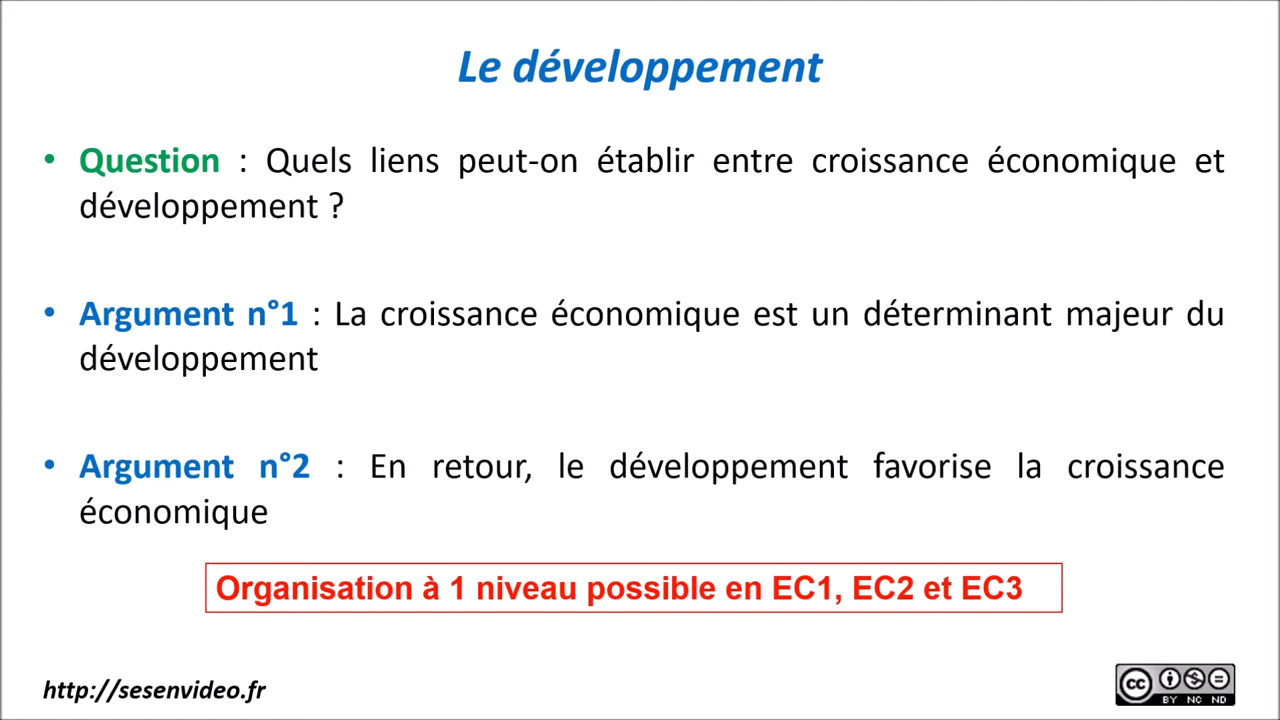 Le développement
• Question : Quels liens peut-on établir entre croissance économique et
développement ?
• Argument n°1 : La croissance économique est un déterminant majeur du
développement
• Argument n°2 : En retour, le développement favorise la croissance
économique
Organisation à 1 niveau possible en EC1, EC2 et EC3
http://sesenvideo.fr
cc
BY NC ND